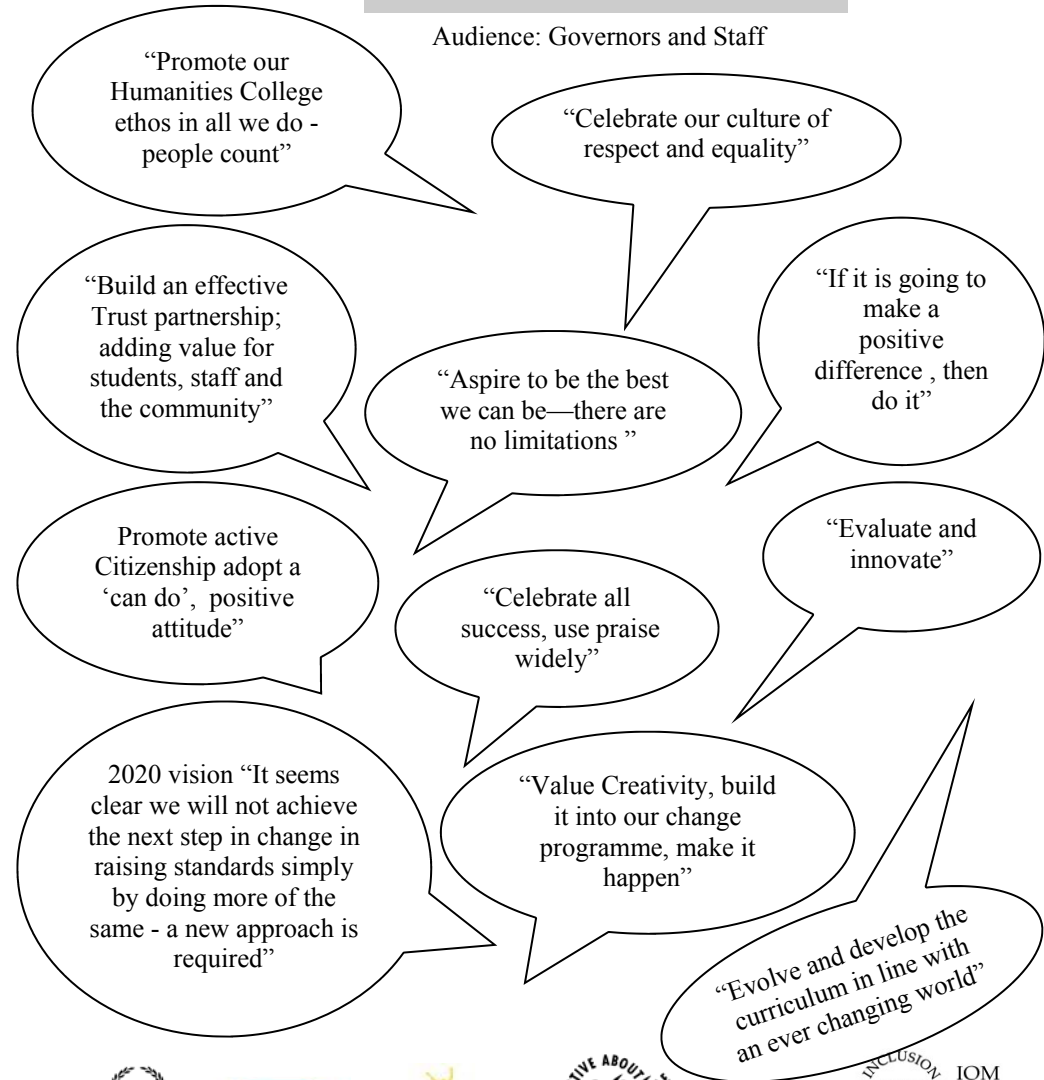 Audience: Governors and Staff
“Promote our
Humanities College
ethos in all we do -
people count”
“Celebrate our culture of
respect and equality”
“Build an effective
Trust partnership;
adding value for
students, staff and
the community”
“If it is going to
make a
positive
difference , then
do it”
“Aspire to be the best
we can be—there are
no limitations ”
Promote active
Citizenship adopt a
‘can do’, positive
attitude”
“Evaluate and
innovate”
“Celebrate all
success, use praise
widely”
2020 vision “It seems
clear we will not achieve
the next step in change in
raising standards simply
by doing more of the
same - a new approach is
required”
“Value Creativity, build
it into our change
programme, make it
happen”
“Evolve and develop the
curriculum in line with
an ever changing world”
ABOUT
INCLUSION
IQM